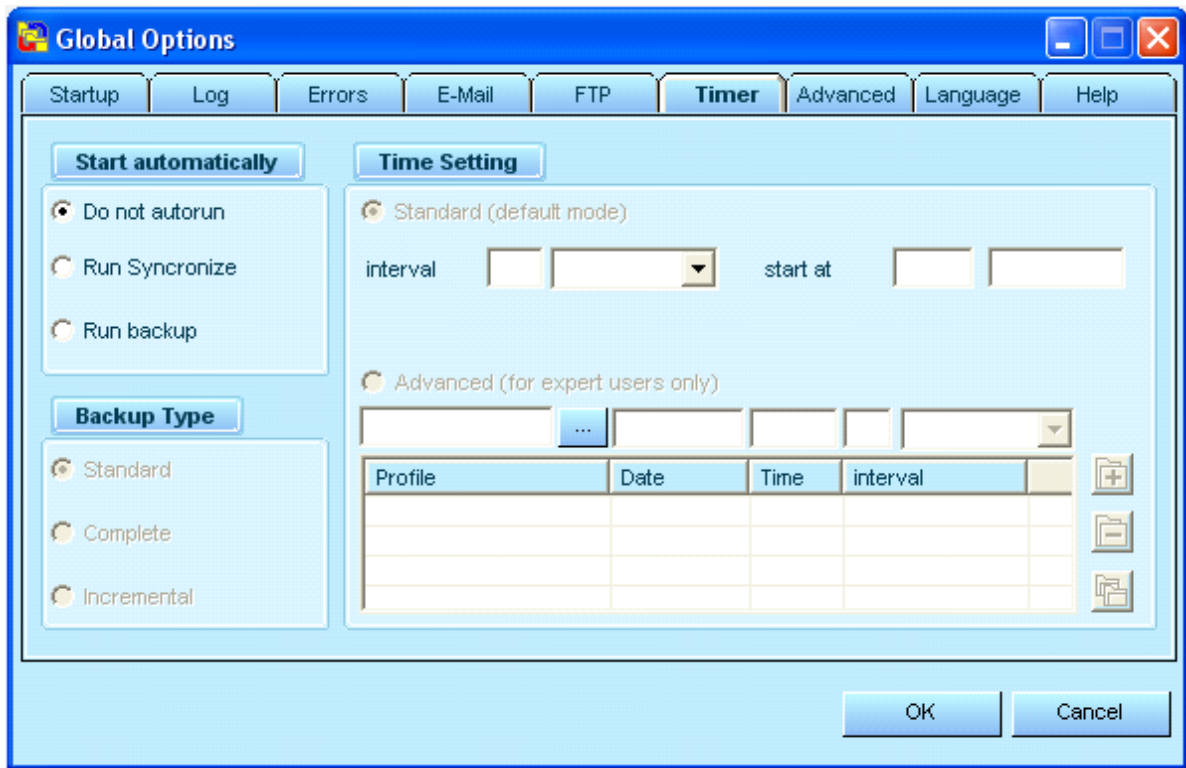 Global Options
Startup Log Errors E-Mail FTP Timer Advanced Language Help
Start automatically
Do not autorun
Run Syncronize
Run backup
Backup Type
Standard
Complete
Incremental
Time Setting
Standard (default mode)
interval start at
Advanced (for expert users only)
...
Profile Date Time interval
OK Cancel